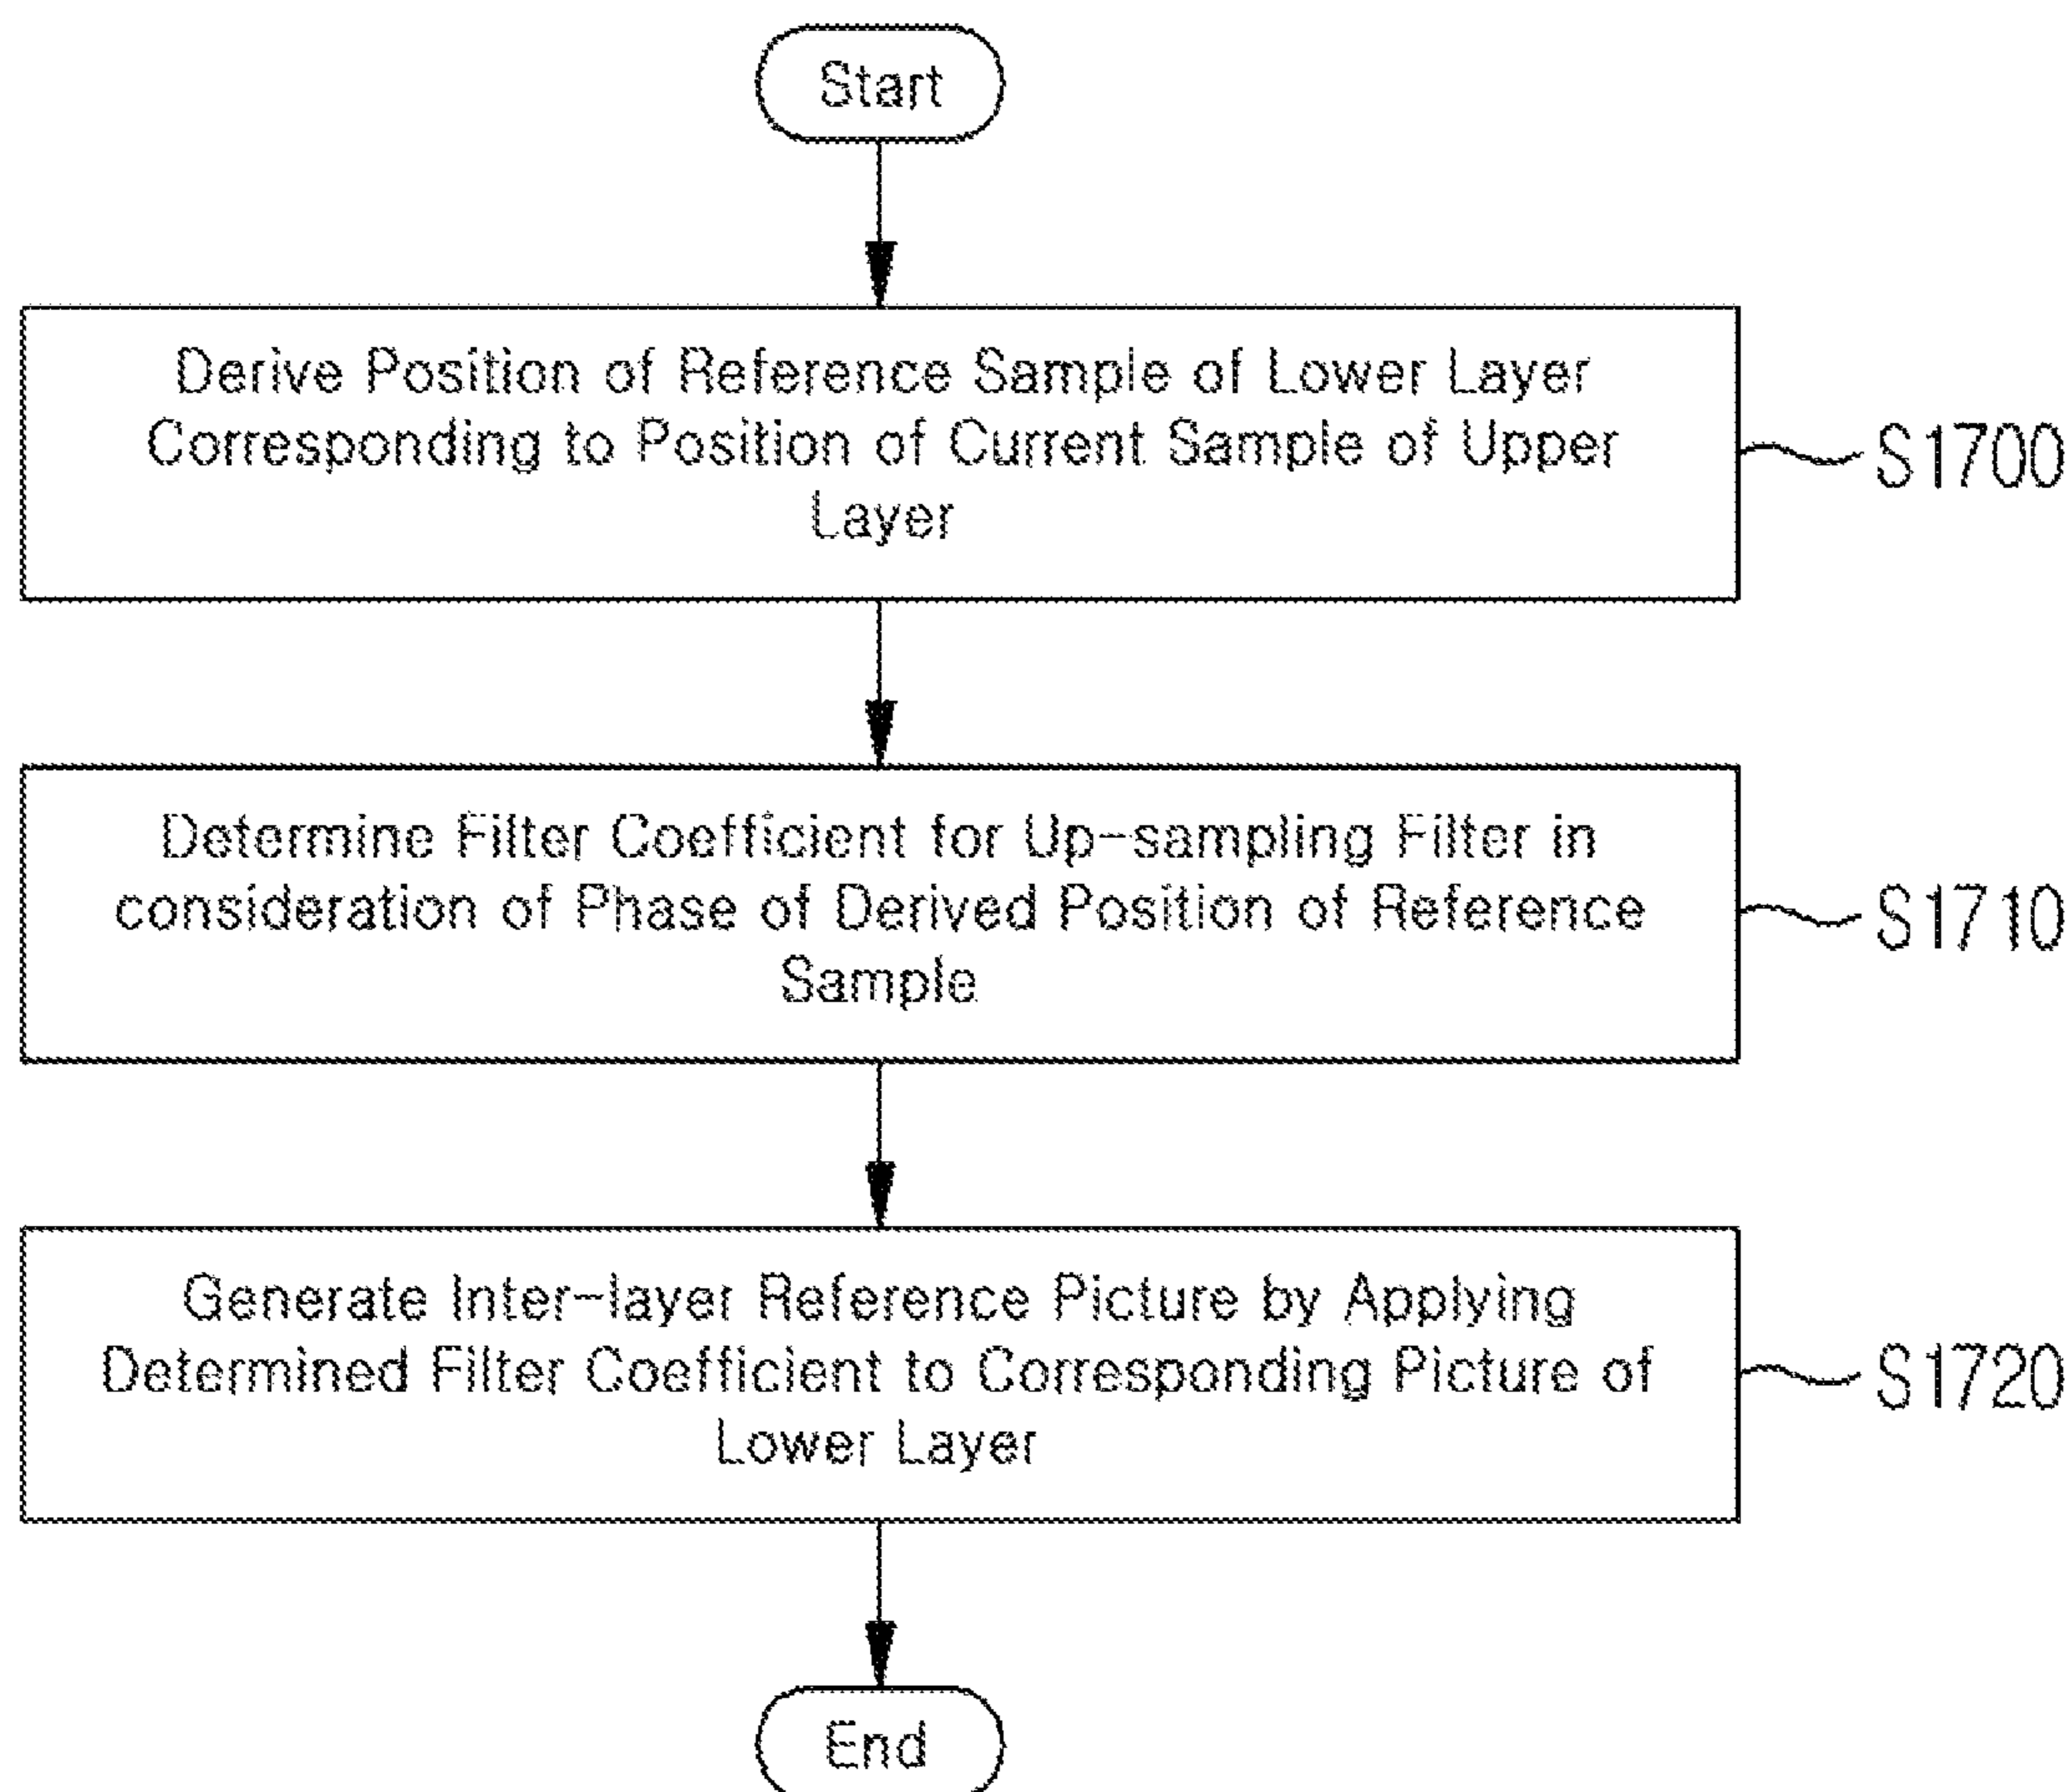 Start
Derive Position of Reference Sample of Lower Layer
Corresponding to Position of Current Sample of Upper
Layer
S1700
Determine Filter Coefficient for Up-sampling Filter in
consideration of Phase of Derived Position of Reference
Sample
S1710
Generate Inter-layer Reference Picture by Applying
Determined Filter Coefficient to Corresponding Picture of
Lower Layer
S1720
End